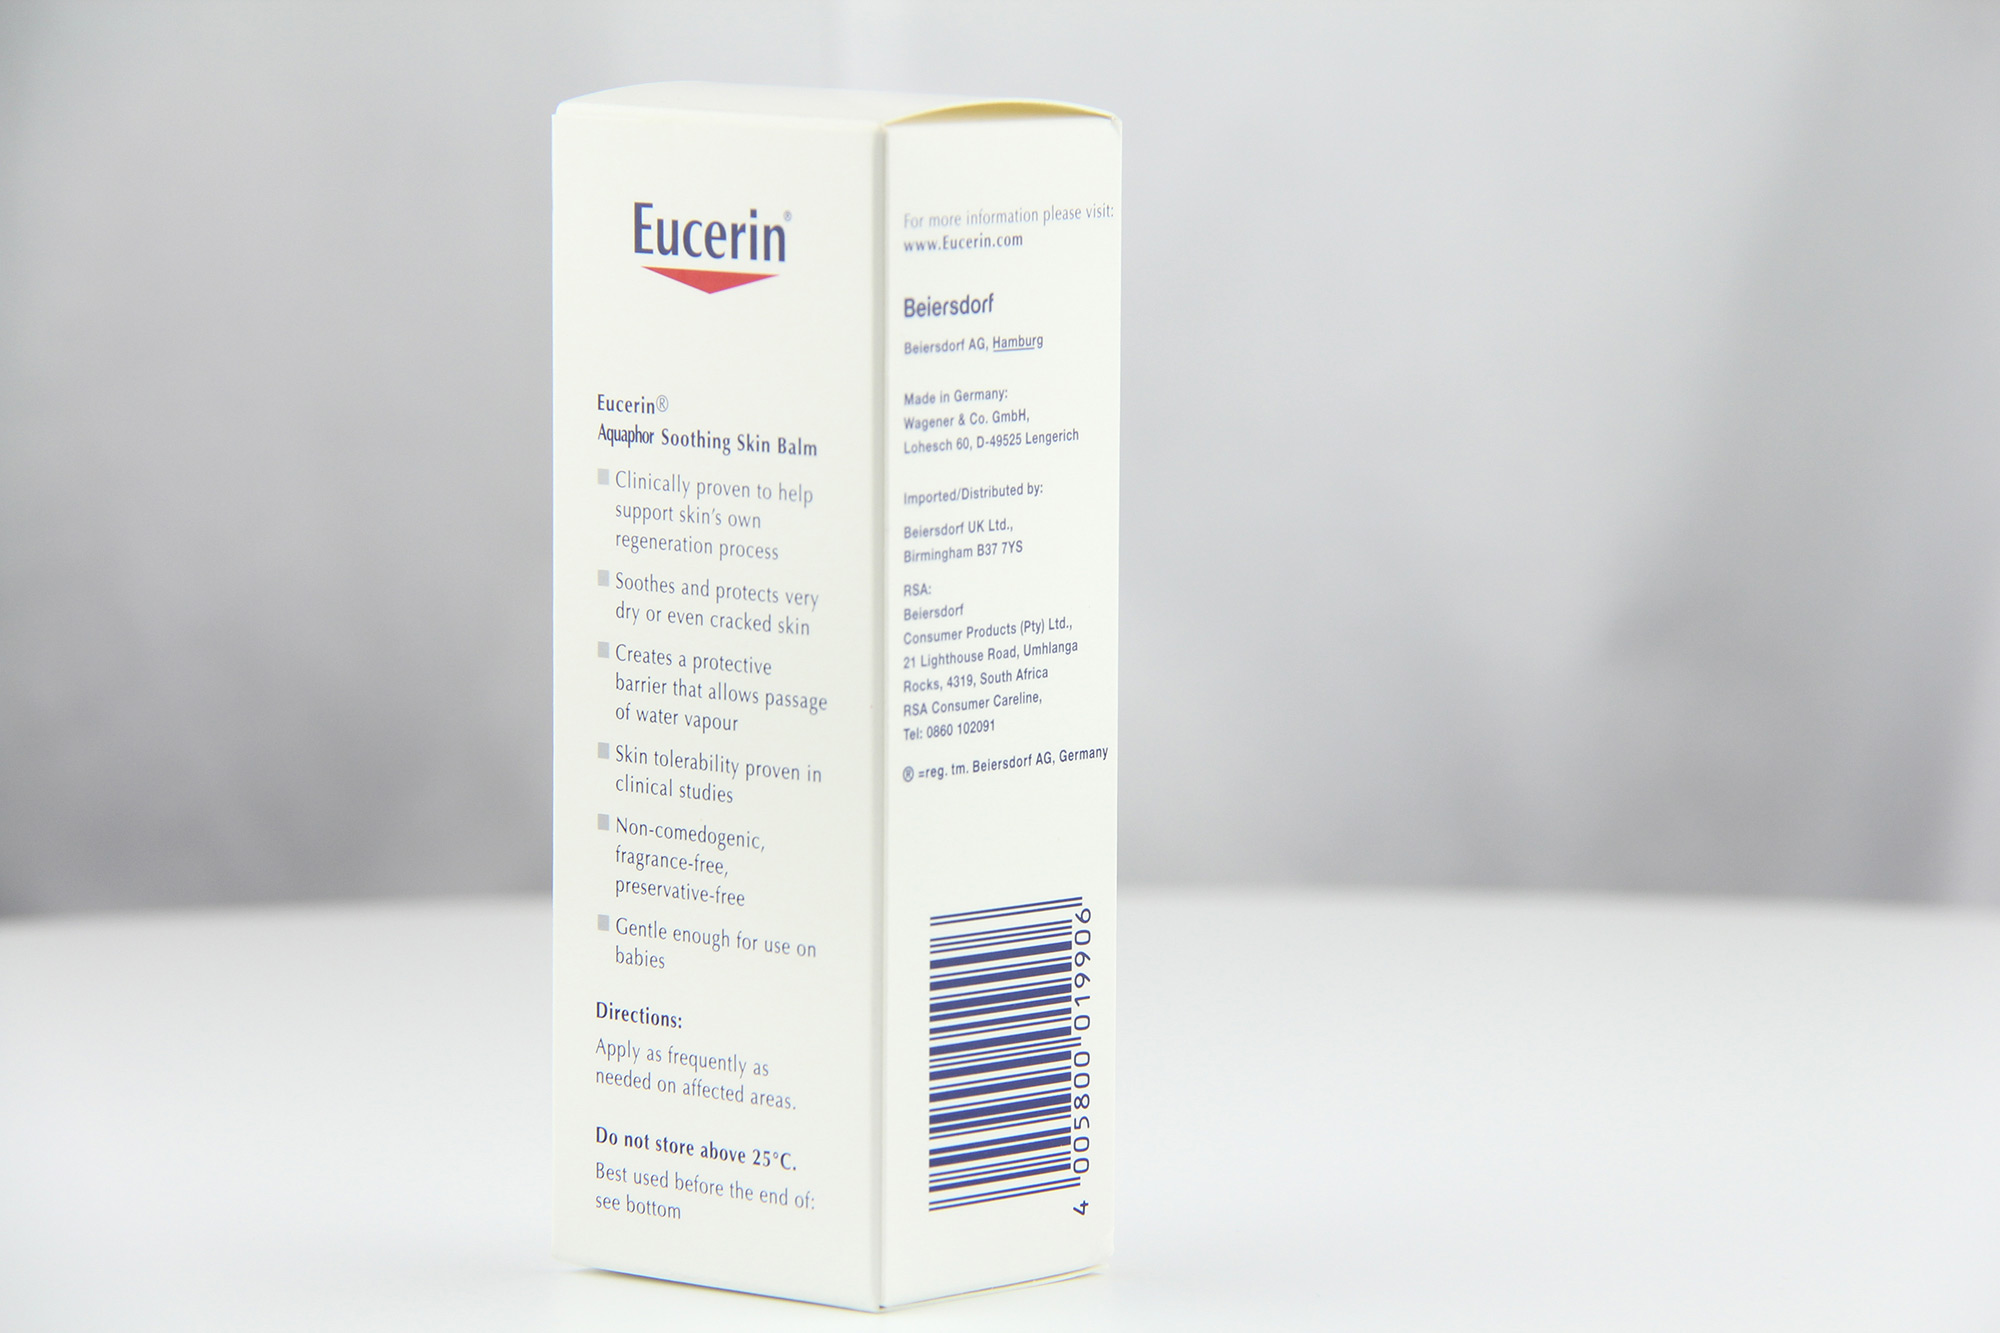 Eucerin®
Eucerin®
Aquaphor Soothing Skin Balm
Clinically proven to help
support skin's own
regeneration process
Soothes and protects very
dry or even cracked skin
Creates a protective
barrier that allows passage
of water vapour
Skin tolerability proven in
clinical studies
Non-comedogenic,
fragrance-free,
preservative-free
Gentle enough for use on
babies
Directions:
Apply as frequently as
needed on affected areas.
Do not store above 25°C.
Best used before the end of:
see bottom
For more information please visit:
www.Eucerin.com
Beiersdorf
Beiersdorf AG, Hamburg
Made in Germany:
Wagener & Co. GmbH,
Lohesch 60, D-49525 Lengerich
Imported/Distributed by:
Beiersdorf UK Ltd.,
Birmingham B37 7YS
RSA:
Beiersdorf
Consumer Products (Pty) Ltd.,
21 Lighthouse Road, Umhlanga
Rocks, 4319, South Africa
RSA Consumer Careline,
Tel: 0860 102091
® =reg. tm. Beiersdorf AG, Germany
4 005800 019906